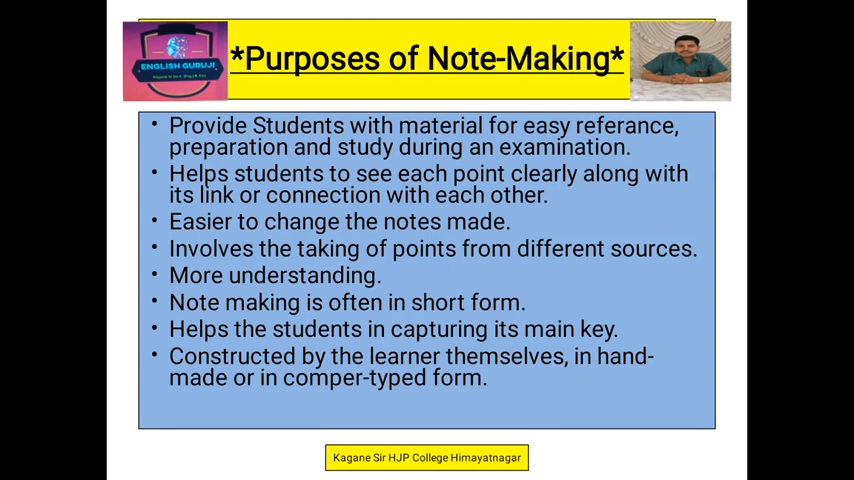 ENGLISH GURUJI
*Purposes of Note-Making*
• Provide Students with material for easy referance,
preparation and study during an examination.
• Helps students to see each point clearly along with
its link or connection with each other.
• Easier to change the notes made.
• Involves the taking of points from different sources.
• More understanding.
• Note making is often in short form.
• Helps the students in capturing its main key.
• Constructed by the learner themselves, in hand-
made or in comper-typed form.
Kagane Sir HJP College Himayatnagar